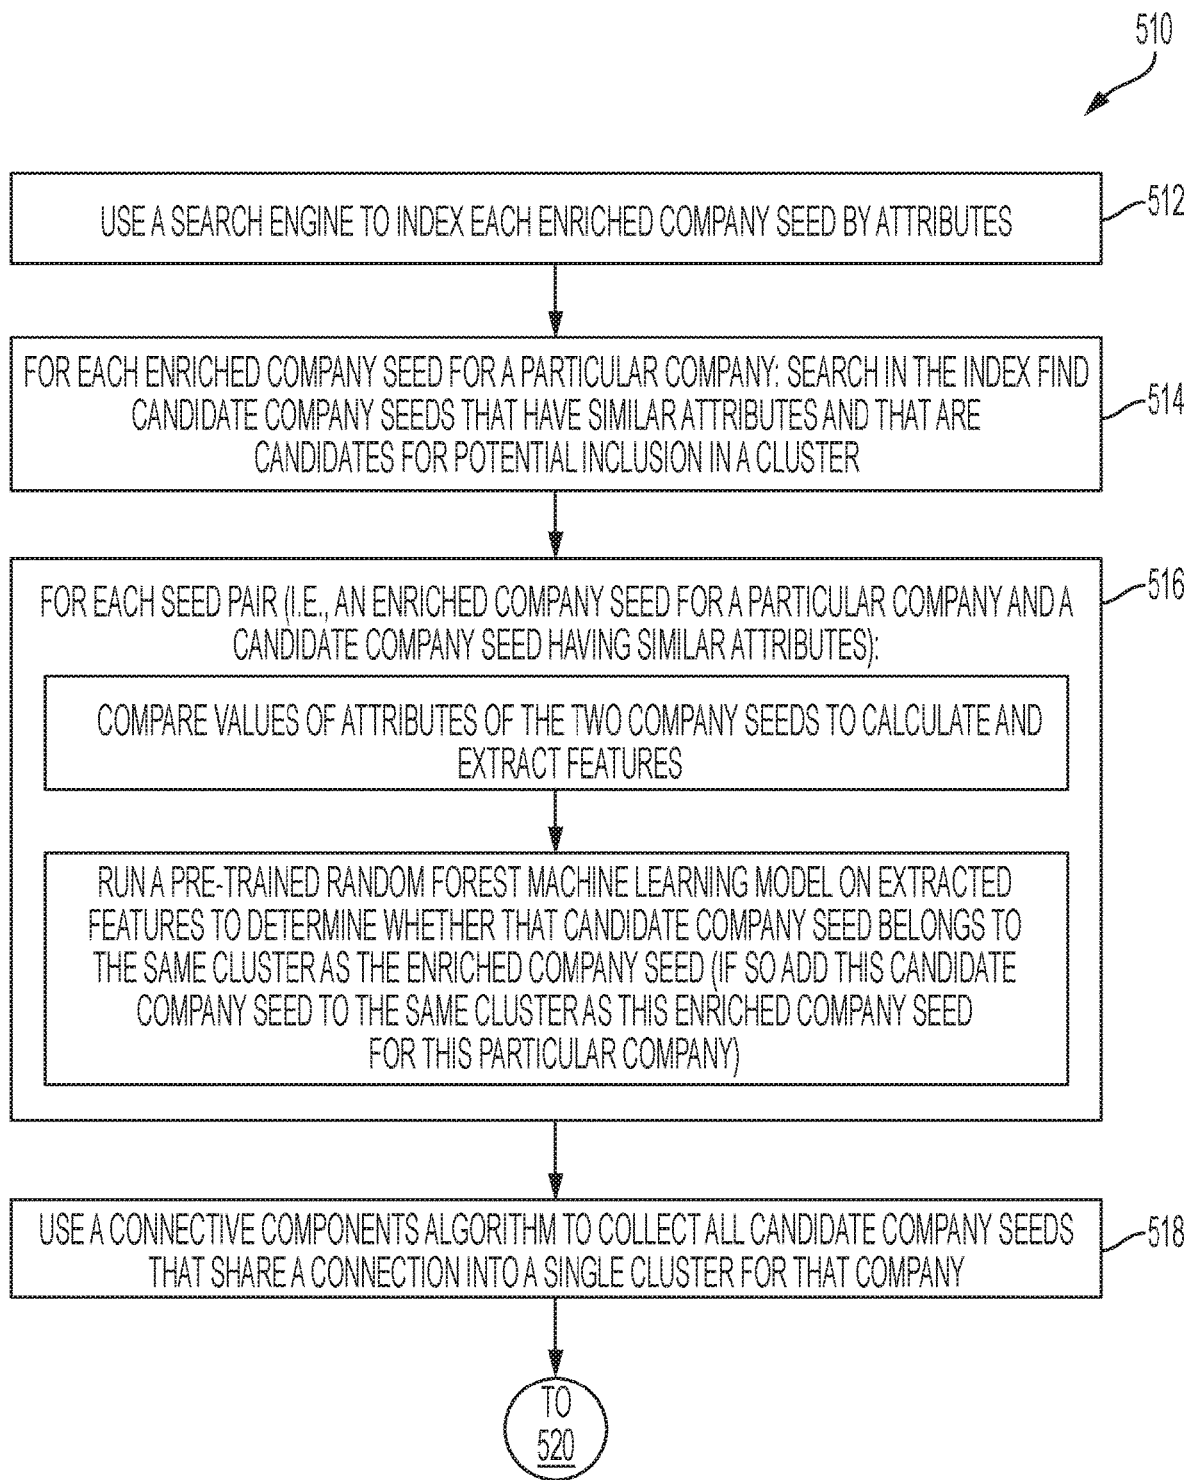 510
USE A SEARCH ENGINE TO INDEX EACH ENRICHED COMPANY SEED BY ATTRIBUTES
512
FOR EACH ENRICHED COMPANY SEED FOR A PARTICULAR COMPANY: SEARCH IN THE INDEX FIND
CANDIDATE COMPANY SEEDS THAT HAVE SIMILAR ATTRIBUTES AND THAT ARE
CANDIDATES FOR POTENTIAL INCLUSION IN A CLUSTER
514
FOR EACH SEED PAIR (I.E., AN ENRICHED COMPANY SEED FOR A PARTICULAR COMPANY AND A
CANDIDATE COMPANY SEED HAVING SIMILAR ATTRIBUTES):
516
COMPARE VALUES OF ATTRIBUTES OF THE TWO COMPANY SEEDS TO CALCULATE AND
EXTRACT FEATURES
RUN A PRE-TRAINED RANDOM FOREST MACHINE LEARNING MODEL ON EXTRACTED
FEATURES TO DETERMINE WHETHER THAT CANDIDATE COMPANY SEED BELONGS TO
THE SAME CLUSTER AS THE ENRICHED COMPANY SEED (IF SO ADD THIS CANDIDATE
COMPANY SEED TO THE SAME CLUSTER AS THIS ENRICHED COMPANY SEED
FOR THIS PARTICULAR COMPANY)
USE A CONNECTIVE COMPONENTS ALGORITHM TO COLLECT ALL CANDIDATE COMPANY SEEDS
THAT SHARE A CONNECTION INTO A SINGLE CLUSTER FOR THAT COMPANY
518
TO
520